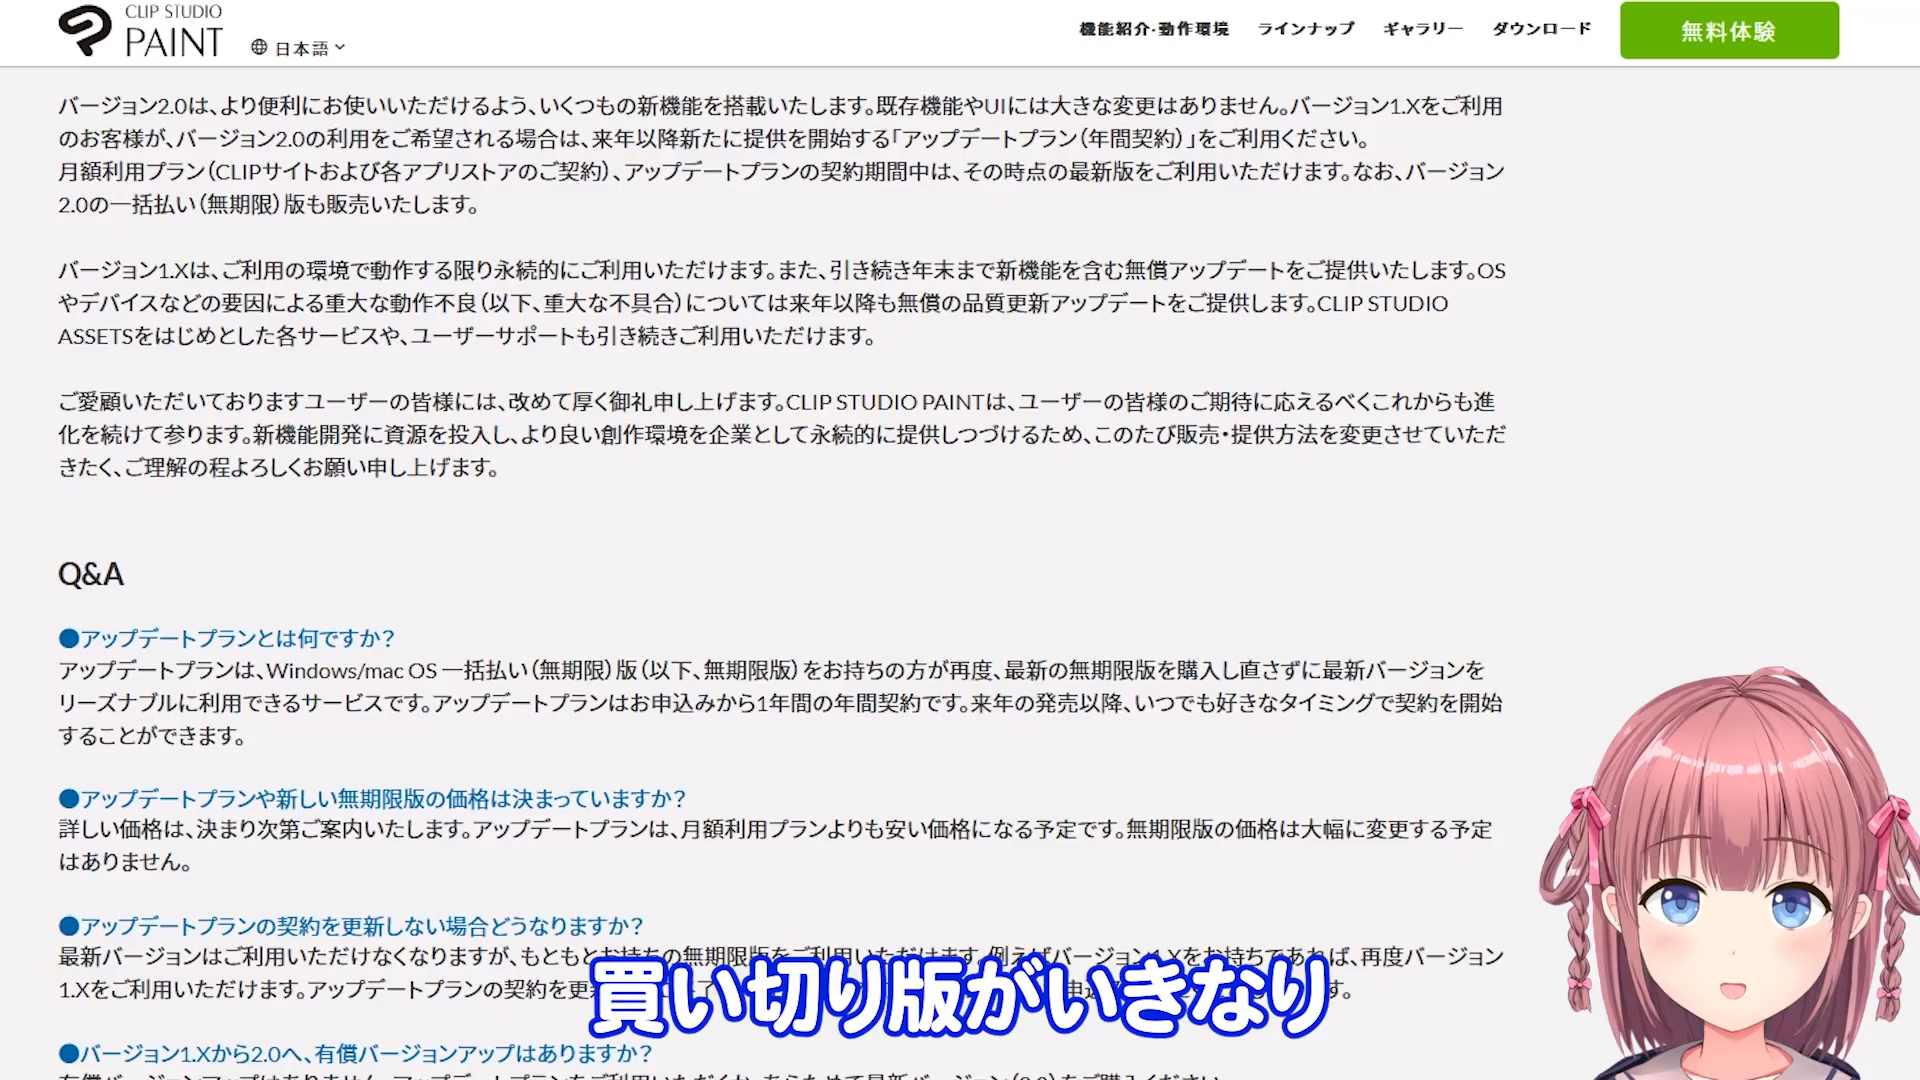 CLIP STUDIO
PAINT
日本語
機能紹介・動作環境 ラインナップ ギャラリー ダウンロード 無料体験
バージョン2.0は、より便利にお使いいただけるよう、いくつもの新機能を搭載いたします。既存機能やUIには大きな変更はありません。バージョン1.Xをご利用
のお客様が、バージョン2.0の利用をご希望される場合は、来年以降新たに提供を開始する「アップデートプラン（年間契約）」をご利用ください。
月額利用プラン（CLIPサイトおよび各アプリストアのご契約）、アップデートプランの契約期間中は、その時点の最新版をご利用いただけます。なお、バージョン
2.0の一括払い（無期限）版も販売いたします。
バージョン1.Xは、ご利用の環境で動作する限り永続的にご利用いただけます。また、引き続き年末まで新機能を含む無償アップデートをご提供いたします。OS
やデバイスなどの要因による重大な動作不良（以下、重大な不具合）については来年以降も無償の品質更新アップデートをご提供します。CLIP STUDIO
ASSETSをはじめとした各サービスや、ユーザーサポートも引き続きご利用いただけます。
ご愛顧いただいておりますユーザーの皆様には、改めて厚く御礼申し上げます。CLIP STUDIO PAINTは、ユーザーの皆様のご期待に応えるべくこれからも進
化を続けて参ります。新機能開発に資源を投入し、より良い創作環境を企業として永続的に提供しつづけるため、このたび販売・提供方法を変更させていただ
きたく、ご理解の程よろしくお願い申し上げます。
Q&A
●アップデートプランとは何ですか？
アップデートプランは、Windows/mac OS 一括払い（無期限）版（以下、無期限版）をお持ちの方が再度、最新の無期限版を購入し直さずに最新バージョンを
リーズナブルに利用できるサービスです。アップデートプランはお申込みから1年間の年間契約です。来年の発売以降、いつでも好きなタイミングで契約を開始
することができます。
●アップデートプランや新しい無期限版の価格は決まっていますか？
詳しい価格は、決まり次第ご案内いたします。アップデートプランは、月額利用プランよりも安い価格になる予定です。無期限版の価格は大幅に変更する予定
はありません。
●アップデートプランの契約を更新しない場合どうなりますか？
最新バージョンはご利用いただけなくなりますが、もともとお持ちの無期限版をご利用いただけます。例えばバージョン1.Xをお持ちであれば、再度バージョン
1.Xをご利用いただけます。アップデートプランの契約を更
買い切り版がいきなり
●バージョン1.Xから2.0へ、有償バージョンアップはありますか？